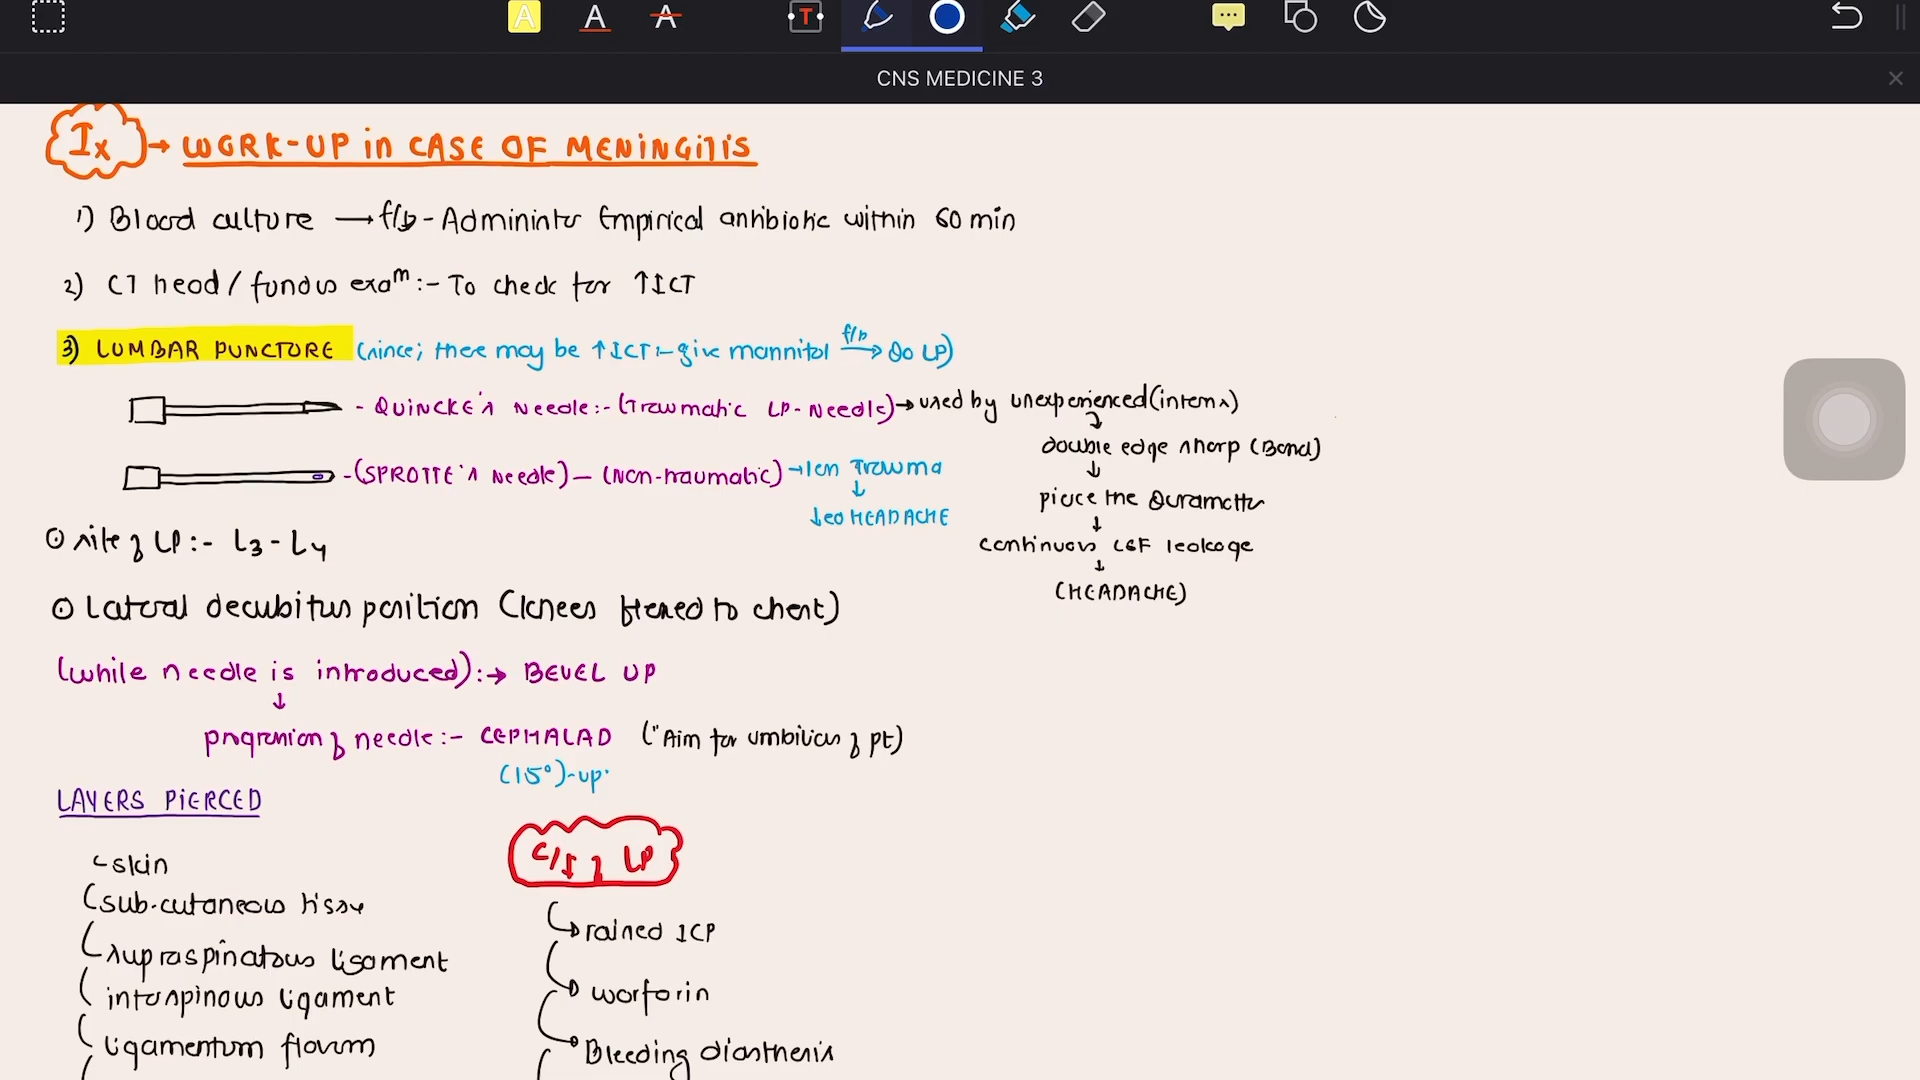 CNS MEDICINE 3
Ix → WORK-UP in CASE OF MENINGITIS
1) Blood culture → f/b - Adminintr Empirical antibiotic within 60 min
2) CT head / fundus exam :- To check for ↑ICT
3) LUMBAR PUNCTURE (since; there may be ↑ICT :- give mannitol f/b → Do LP)
- QUINCKE's Needle :- (Traumatic LP-Needle) → used by unexperienced (interns)
double edge sharp (Band)
↓
pierce the Duramatter
↓
continuous CSF leakage
↓
(HEADACHE)
- (SPROTTE's Needle) - (Non-traumatic) → less Trauma
↓
↓ed HEADACHE
⊙ site of LP :- L3 - L4
⊙ Lateral decubitus position (Knees flexed to chest)
(while needle is introduced) :→ BEVEL UP
↓
progression of needle :- CEPHALAD ("Aim for umbilicus of pt)
(15°)-up
LAYERS PIERCED
skin
sub-cutaneous tissue
supraspinatous ligament
interspinous ligament
ligamentum flavum
C/I of LP
raised ICP
warfarin
Bleeding diasthesis